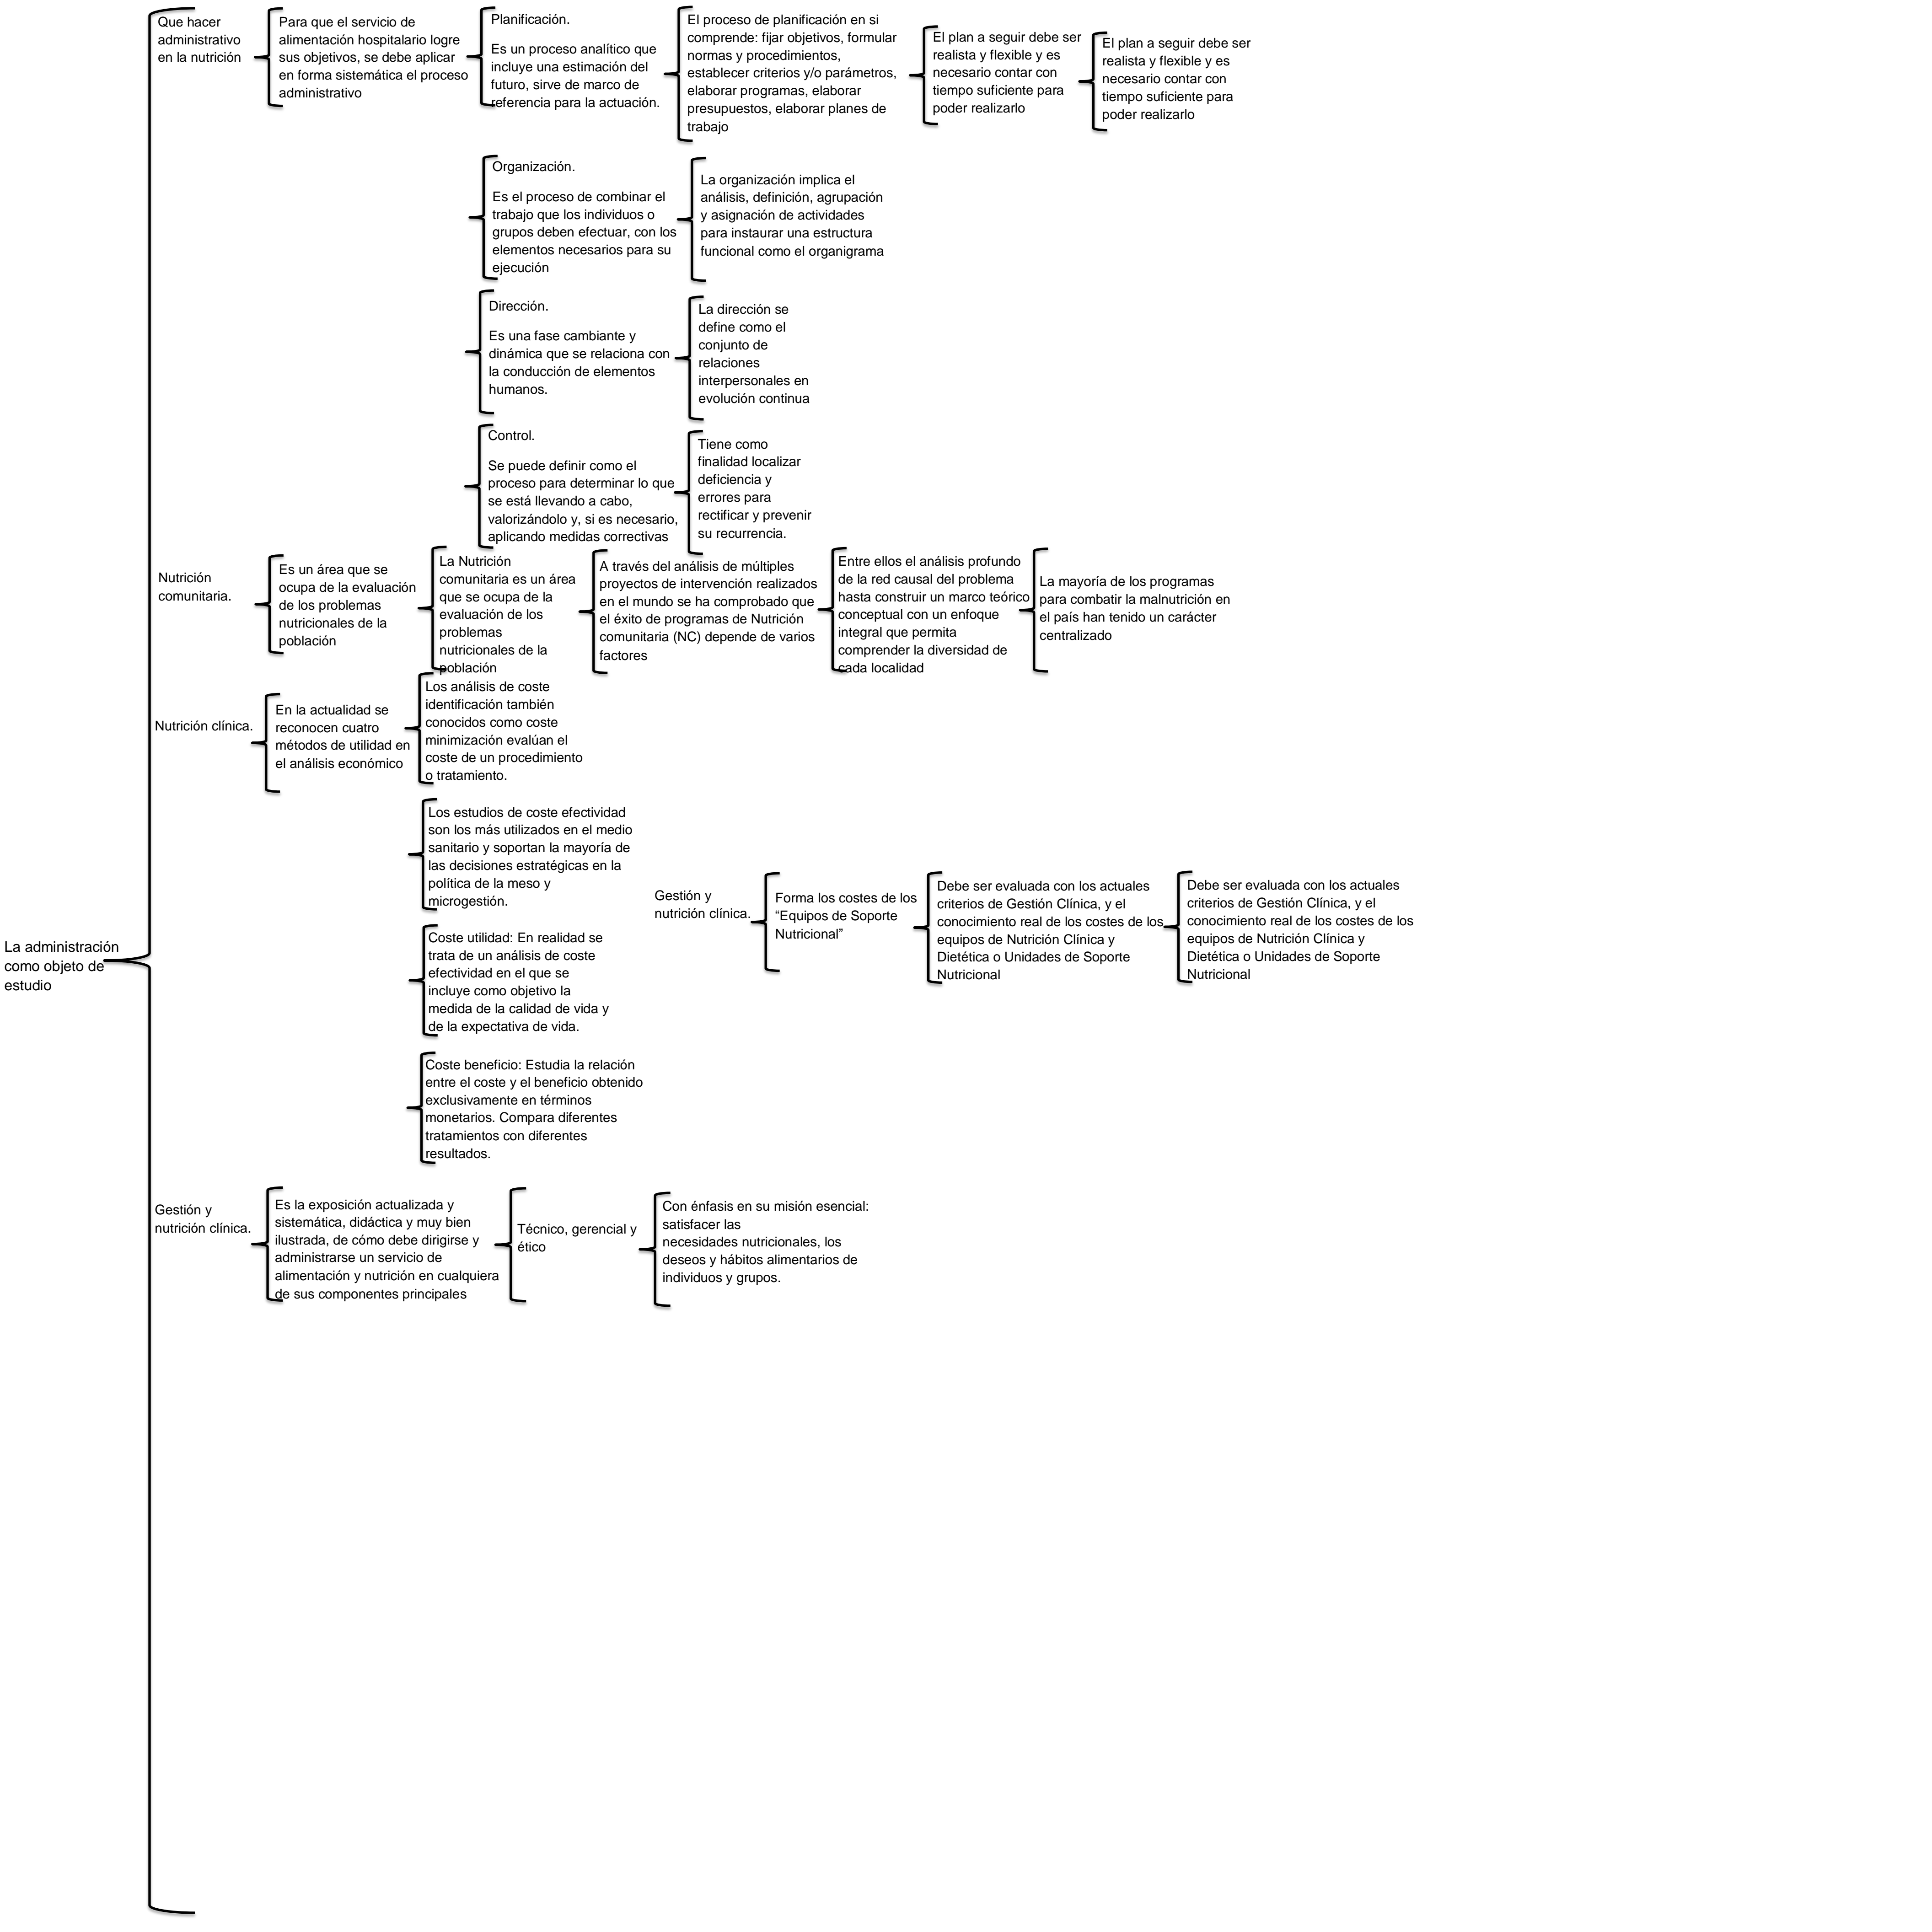 Que hacer
administrativo
en la nutrición
Para que el servicio de
alimentación hospitalario logre
sus objetivos, se debe aplicar
en forma sistemática el proceso
administrativo
Planificación.
Es un proceso analítico que
incluye una estimación del
futuro, sirve de marco de
referencia para la actuación.
El proceso de planificación en si
comprende: fijar objetivos, formular
normas y procedimientos,
establecer criterios y/o parámetros,
elaborar programas, elaborar
presupuestos, elaborar planes de
trabajo
El plan a seguir debe ser
realista y flexible y es
necesario contar con
tiempo suficiente para
poder realizarlo
El plan a seguir debe ser
realista y flexible y es
necesario contar con
tiempo suficiente para
poder realizarlo
Organización.
Es el proceso de combinar el
trabajo que los individuos o
grupos deben efectuar, con los
elementos necesarios para su
ejecución
La organización implica el
análisis, definición, agrupación
y asignación de actividades
para instaurar una estructura
funcional como el organigrama
Dirección.
Es una fase cambiante y
dinámica que se relaciona con
la conducción de elementos
humanos.
La dirección se
define como el
conjunto de
relaciones
interpersonales en
evolución continua
Control.
Se puede definir como el
proceso para determinar lo que
se está llevando a cabo,
valorizándolo y, si es necesario,
aplicando medidas correctivas
Tiene como
finalidad localizar
deficiencia y
errores para
rectificar y prevenir
su recurrencia.
Nutrición
comunitaria.
Es un área que se
ocupa de la evaluación
de los problemas
nutricionales de la
población
La Nutrición
comunitaria es un área
que se ocupa de la
evaluación de los
problemas
nutricionales de la
población
A través del análisis de múltiples
proyectos de intervención realizados
en el mundo se ha comprobado que
el éxito de programas de Nutrición
comunitaria (NC) depende de varios
factores
Entre ellos el análisis profundo
de la red causal del problema
hasta construir un marco teórico
conceptual con un enfoque
integral que permita
comprender la diversidad de
cada localidad
La mayoría de los programas
para combatir la malnutrición en
el país han tenido un carácter
centralizado
Nutrición clínica.
En la actualidad se
reconocen cuatro
métodos de utilidad en
el análisis económico
Los análisis de coste
identificación también
conocidos como coste
minimización evalúan el
coste de un procedimiento
o tratamiento.
Los estudios de coste efectividad
son los más utilizados en el medio
sanitario y soportan la mayoría de
las decisiones estratégicas en la
política de la meso y
microgestión.
Gestión y
nutrición clínica.
Forma los costes de los
“Equipos de Soporte
Nutricional”
Debe ser evaluada con los actuales
criterios de Gestión Clínica, y el
conocimiento real de los costes de los
equipos de Nutrición Clínica y
Dietética o Unidades de Soporte
Nutricional
Debe ser evaluada con los actuales
criterios de Gestión Clínica, y el
conocimiento real de los costes de los
equipos de Nutrición Clínica y
Dietética o Unidades de Soporte
Nutricional
La administración
como objeto de
estudio
Coste utilidad: En realidad se
trata de un análisis de coste
efectividad en el que se
incluye como objetivo la
medida de la calidad de vida y
de la expectativa de vida.
Coste beneficio: Estudia la relación
entre el coste y el beneficio obtenido
exclusivamente en términos
monetarios. Compara diferentes
tratamientos con diferentes
resultados.
Gestión y
nutrición clínica.
Es la exposición actualizada y
sistemática, didáctica y muy bien
ilustrada, de cómo debe dirigirse y
administrarse un servicio de
alimentación y nutrición en cualquiera
de sus componentes principales
Técnico, gerencial y
ético
Con énfasis en su misión esencial:
satisfacer las
necesidades nutricionales, los
deseos y hábitos alimentarios de
individuos y grupos.